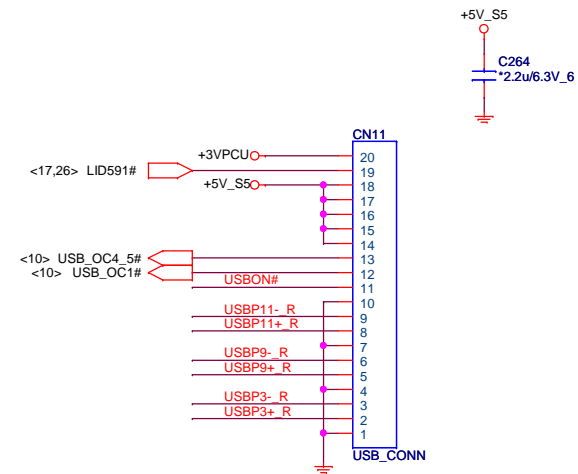 +5V_S5
C264
*2.2u/6.3V_6
CN11
+3VPCU 20
<17,26> LID591# 19
+5V_S5 18
17
16
15
14
<10> USB_OC4_5# 13
<10> USB_OC1# 12
USBON# 11
10
USBP11-_R 9
USBP11+_R 8
7
USBP9-_R 6
USBP9+_R 5
4
USBP3-_R 3
USBP3+_R 2
1
USB_CONN